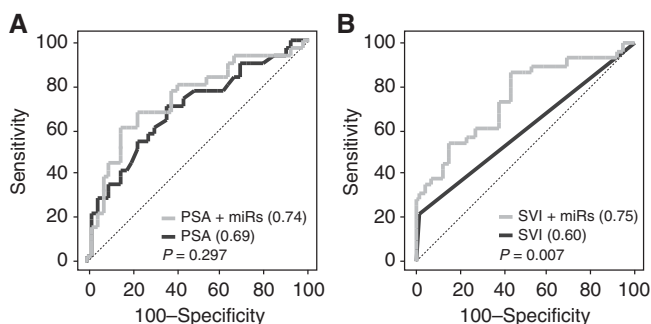 A
100
80
60
40
20
0
Sensitivity
PSA + miRs (0.74)
PSA (0.69)
P = 0.297
0 20 40 60 80 100
100–Specificity
B
100
80
60
40
20
0
Sensitivity
SVI + miRs (0.75)
SVI (0.60)
P = 0.007
0 20 40 60 80 100
100–Specificity